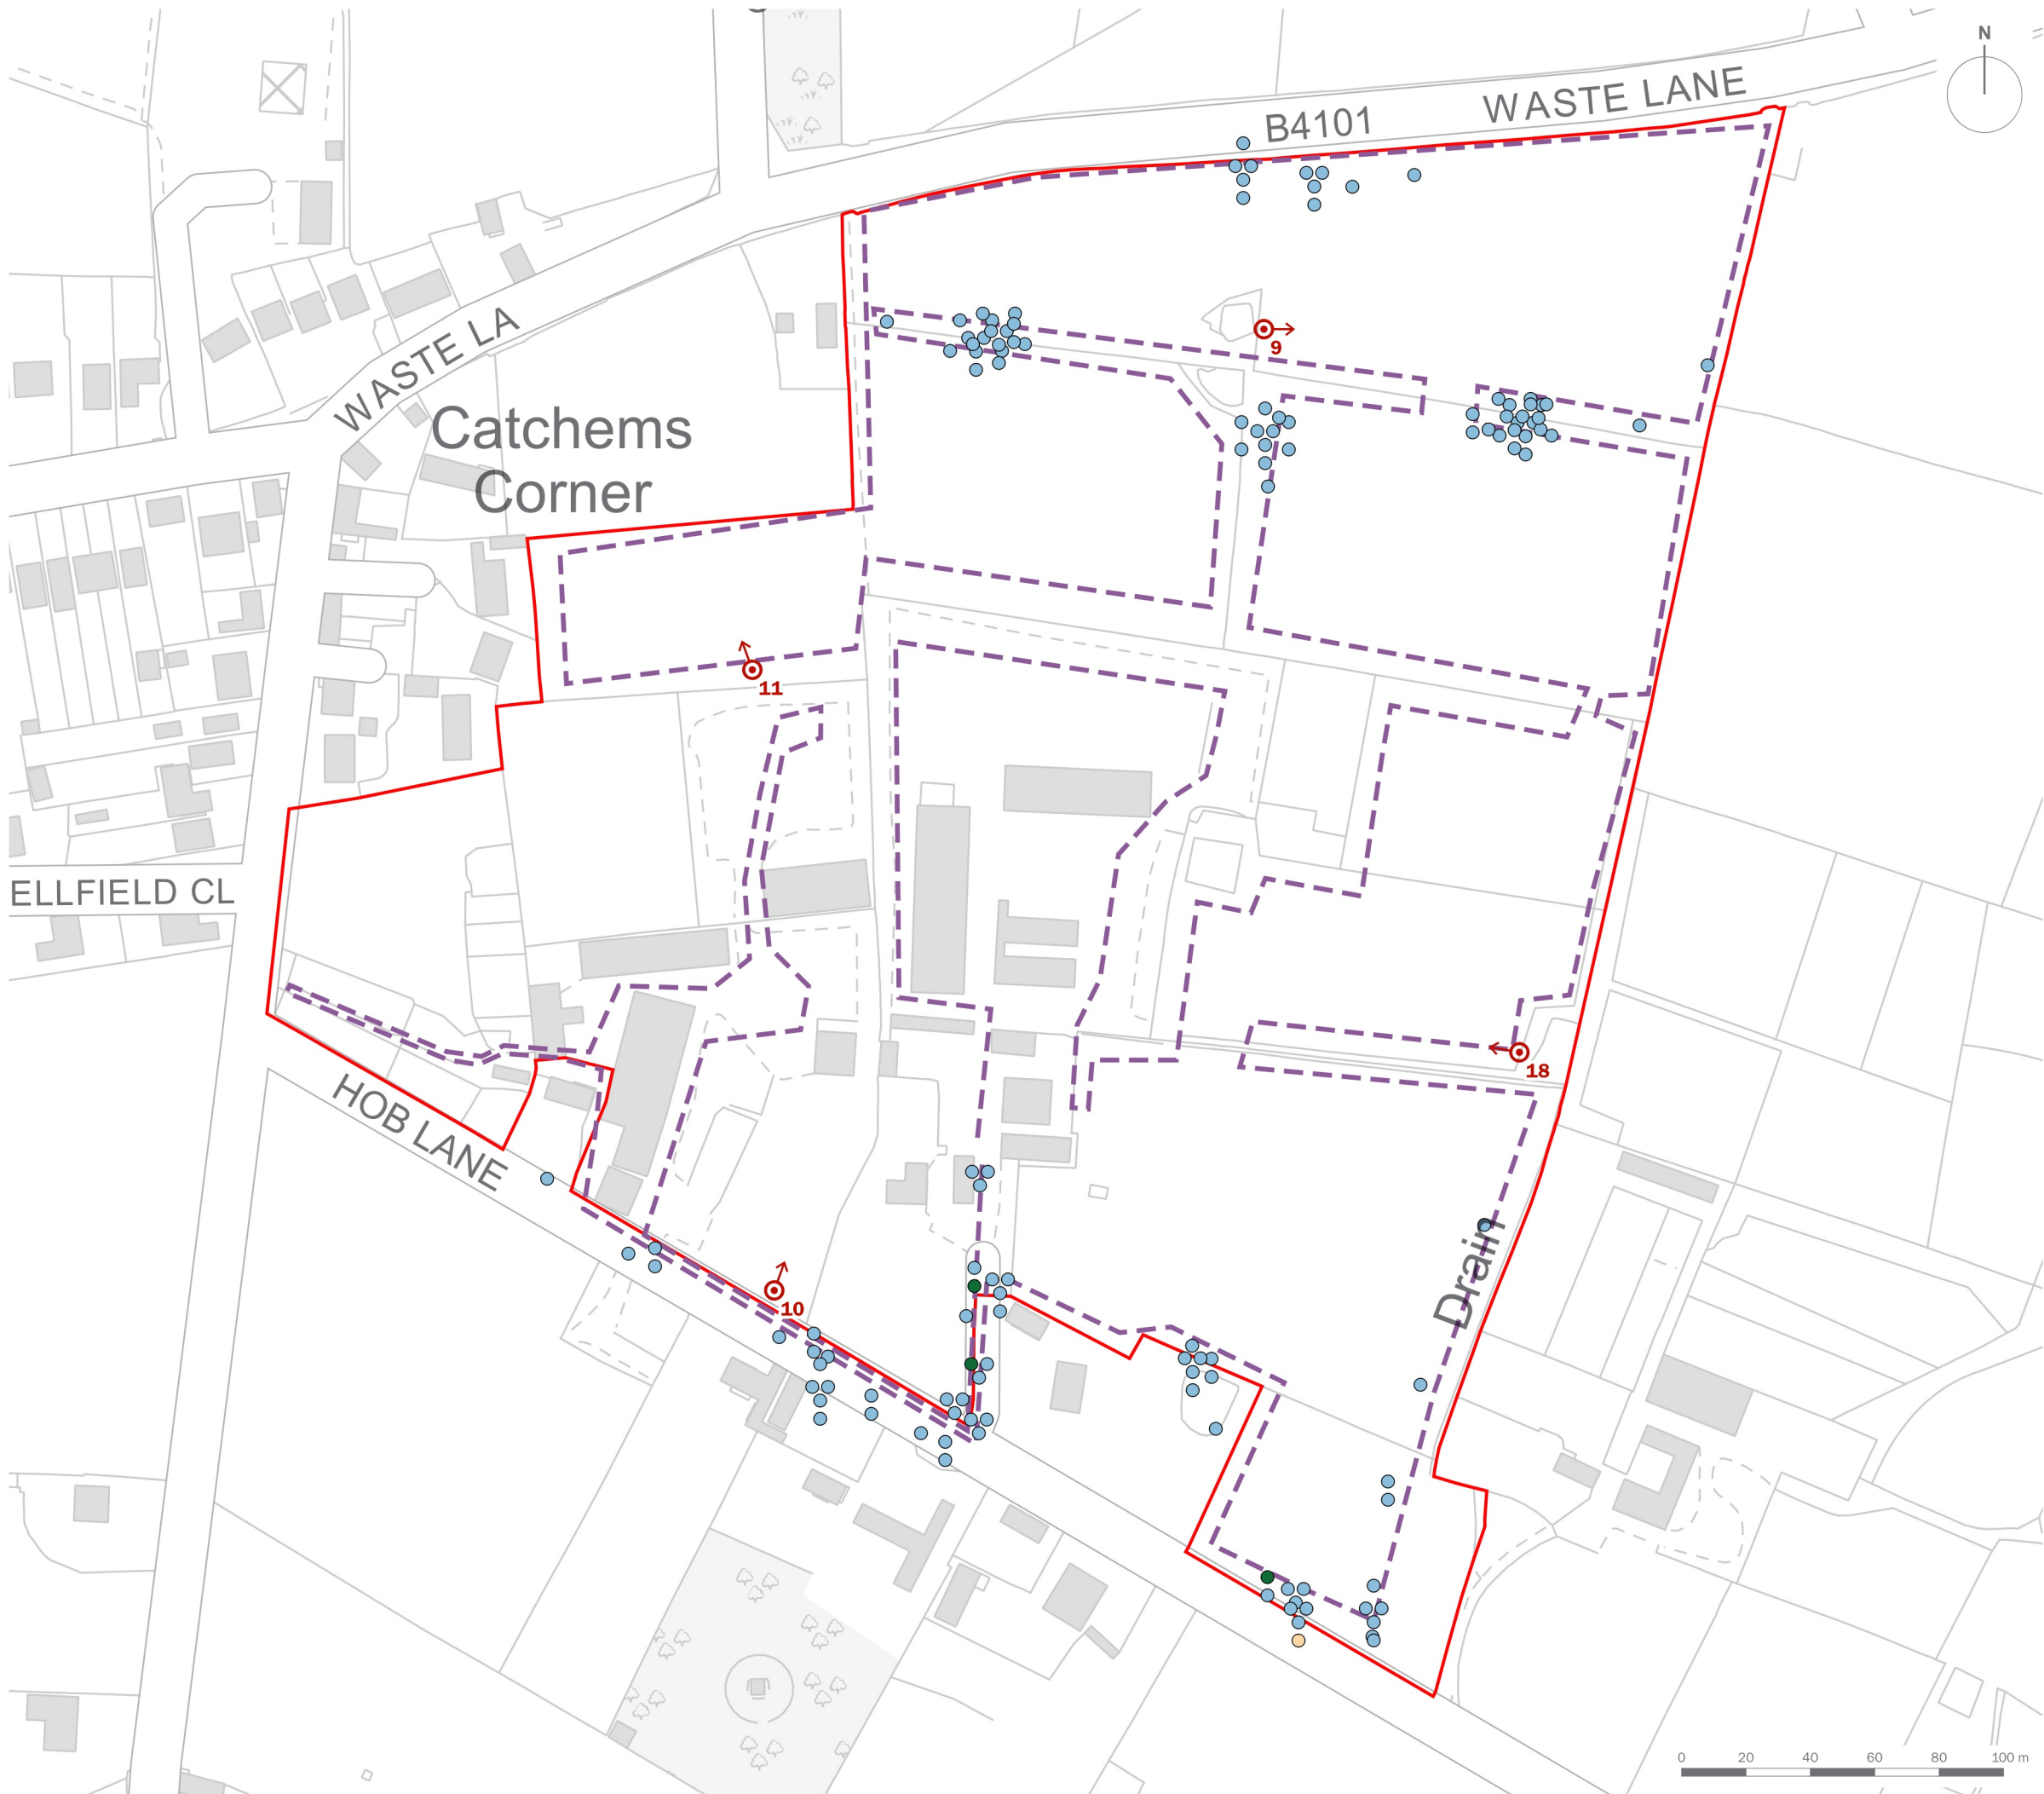 N
B4101
WASTE LANE
WASTE LA
9
Catchems
Corner
11
ELLFIELD CL
18
HOB LANE
Drain
10
0 20 40 60 80 100 m